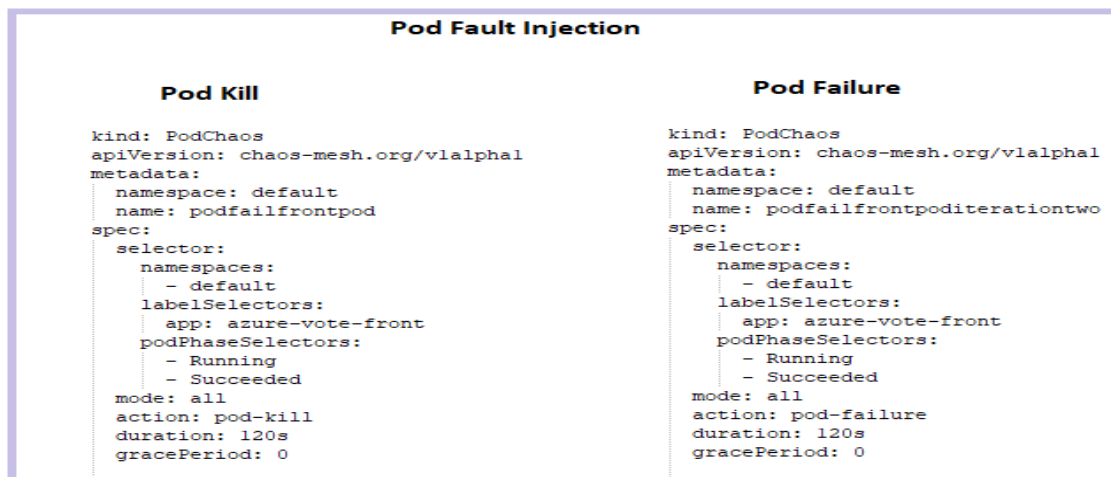 Pod Fault Injection
Pod Kill
kind: PodChaos
apiVersion: chaos-mesh.org/v1alpha1
metadata:
  namespace: default
  name: podfailfrontpod
spec:
  selector:
    namespaces:
      - default
    labelSelectors:
      app: azure-vote-front
    podPhaseSelectors:
      - Running
      - Succeeded
  mode: all
  action: pod-kill
  duration: 120s
  gracePeriod: 0
Pod Failure
kind: PodChaos
apiVersion: chaos-mesh.org/v1alpha1
metadata:
  namespace: default
  name: podfailfrontpoditerationtwo
spec:
  selector:
    namespaces:
      - default
    labelSelectors:
      app: azure-vote-front
    podPhaseSelectors:
      - Running
      - Succeeded
  mode: all
  action: pod-failure
  duration: 120s
  gracePeriod: 0